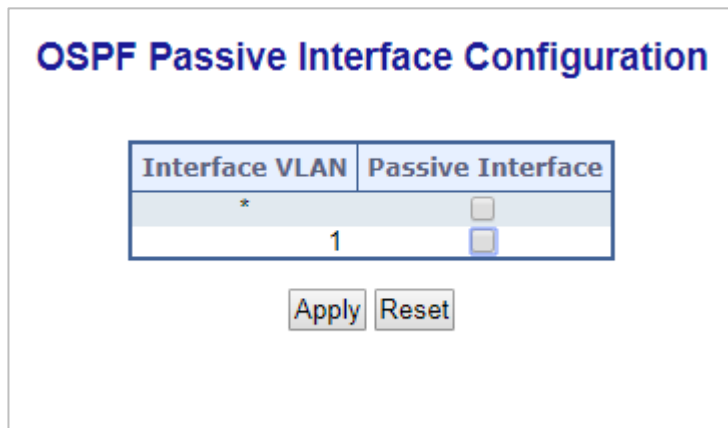 OSPF Passive Interface Configuration
Interface VLAN Passive Interface
*
1
Apply Reset